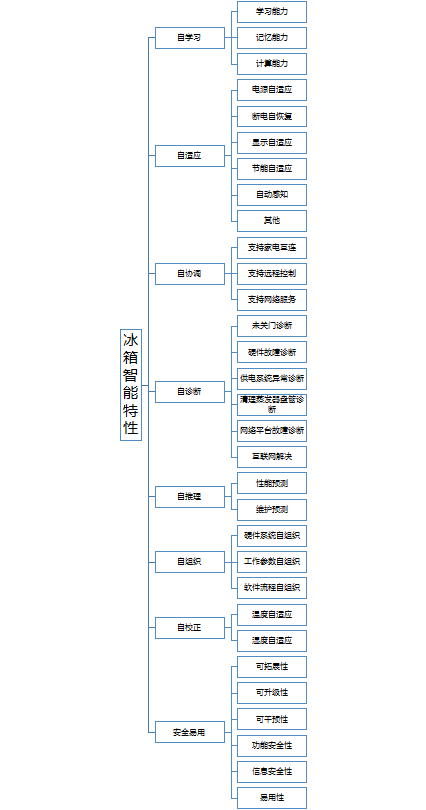 冰箱智能特性
自学习
学习能力
记忆能力
计算能力
自适应
电源自适应
断电自恢复
显示自适应
节能自适应
自动感知
其他
自协调
支持家电互连
支持远程控制
支持网络服务
自诊断
未关门诊断
硬件故障诊断
供电系统异常诊断
清理蒸发器盘管诊
断
网络平台故障诊断
互联网解决
自推理
性能预测
维护预测
自组织
硬件系统自组织
工作参数自组织
软件流程自组织
自校正
温度自适应
湿度自适应
安全易用
可拓展性
可升级性
可干预性
功能安全性
信息安全性
易用性